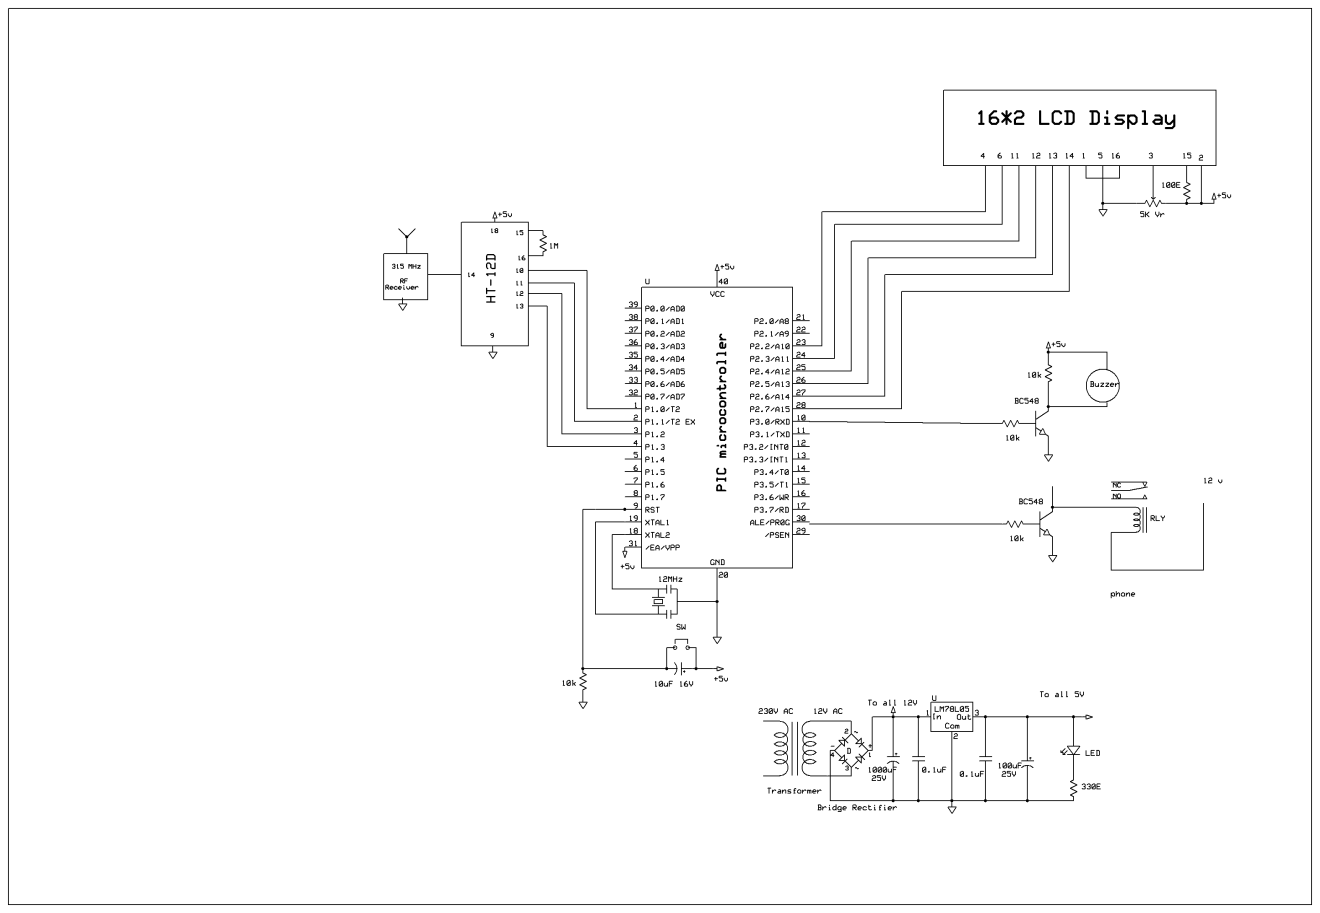 16*2 LCD Display
4 6 11 12 13 14 1 5 16 3 15 2
100E
+5v
5K Vr
+5v
18
15
16
1M
14
HT-12D
10
11
12
13
9
315 MHz
RF
Receiver
+5v
U
40
VCC
PIC microcontroller
39 P0.0/AD0
38 P0.1/AD1
37 P0.2/AD2
36 P0.3/AD3
35 P0.4/AD4
34 P0.5/AD5
33 P0.6/AD6
32 P0.7/AD7
1 P1.0/T2
2 P1.1/T2 EX
3 P1.2
4 P1.3
5 P1.4
6 P1.5
7 P1.6
8 P1.7
9 RST
19 XTAL1
18 XTAL2
31 /EA/VPP
+5v
P2.0/A8 21
P2.1/A9 22
P2.2/A10 23
P2.3/A11 24
P2.4/A12 25
P2.5/A13 26
P2.6/A14 27
P2.7/A15 28
P3.0/RXD 10
P3.1/TXD 11
P3.2/INT0 12
P3.3/INT1 13
P3.4/T0 14
P3.5/T1 15
P3.6/WR 16
P3.7/RD 17
ALE/PROG 30
/PSEN 29
GND
20
12MHz
SW
10uF 16V
+5v
10k
+5v
10k
Buzzer
BC548
10k
BC548
10k
NC
NO
RLY
12 v
phone
230V AC
12V AC
Transformer
2
-
~
4
D
+
1
3
~
Bridge Rectifier
To all 12V
1000uF
25V
0.1uF
U
LM78L05
1 In Out 3
Com
2
0.1uF
100uF
25V
To all 5V
LED
330E